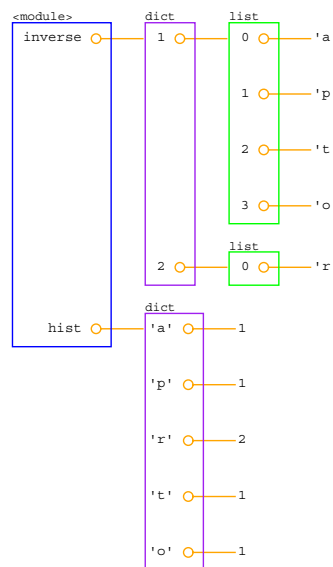 <module> dict list
inverse 1 0 'a
1 'p
2 't
3 'o
list
2 0 'r
dict
hist 'a' 1
'p' 1
'r' 2
't' 1
'o' 1